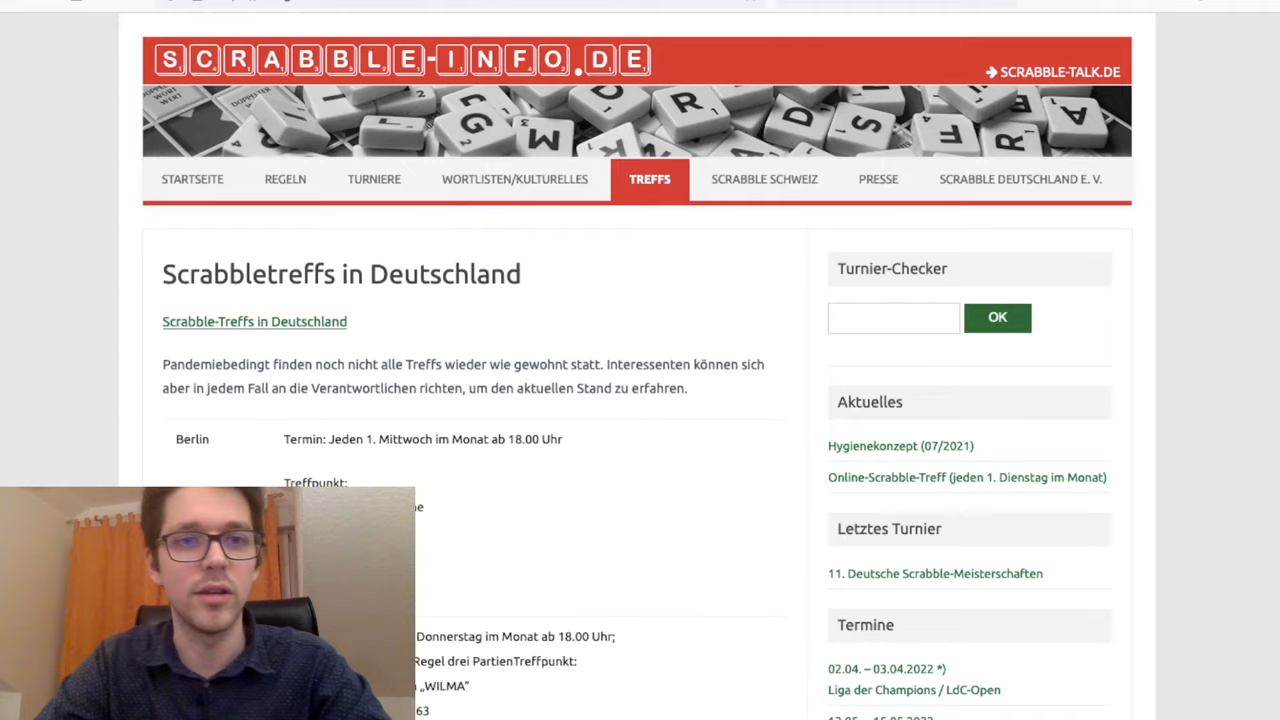 SCRABBLE-INFO.DE
SCRABBLE-TALK.DE
STARTSEITE
REGELN
TURNIERE
WORTLISTEN/KULTURELLES
TREFFS
SCRABBLE SCHWEIZ
PRESSE
SCRABBLE DEUTSCHLAND E. V.
Scrabbletreffs in Deutschland
Scrabble-Treffs in Deutschland
Pandemiebedingt finden noch nicht alle Treffs wieder wie gewohnt statt. Interessenten können sich
aber in jedem Fall an die Verantwortlichen richten, um den aktuellen Stand zu erfahren.
Berlin
Termin: Jeden 1. Mittwoch im Monat ab 18.00 Uhr
Treffpunkt:
Donnerstag im Monat ab 18.00 Uhr;
Regel drei PartienTreffpunkt:
„WILMA"
63
Turnier-Checker
OK
Aktuelles
Hygienekonzept (07/2021)
Online-Scrabble-Treff (jeden 1. Dienstag im Monat)
Letztes Turnier
11. Deutsche Scrabble-Meisterschaften
Termine
02.04. – 03.04.2022 *)
Liga der Champions / LdC-Open